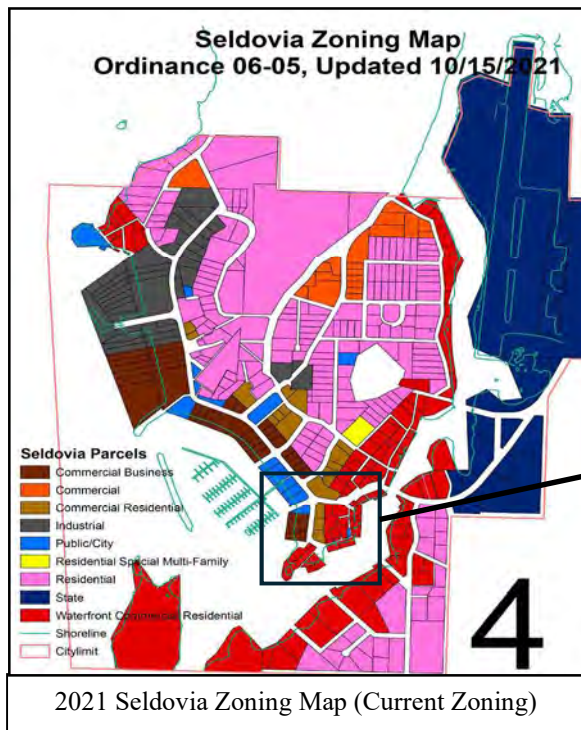 Seldovia Zoning Map
Ordinance 06-05, Updated 10/15/2021
Seldovia Parcels
Commercial Business
Commercial
Commercial Residential
Industrial
Public/City
Residential Special Multi-Family
Residential
State
Waterfront Commercial Residential
Shoreline
Citylimit
4
2021 Seldovia Zoning Map (Current Zoning)